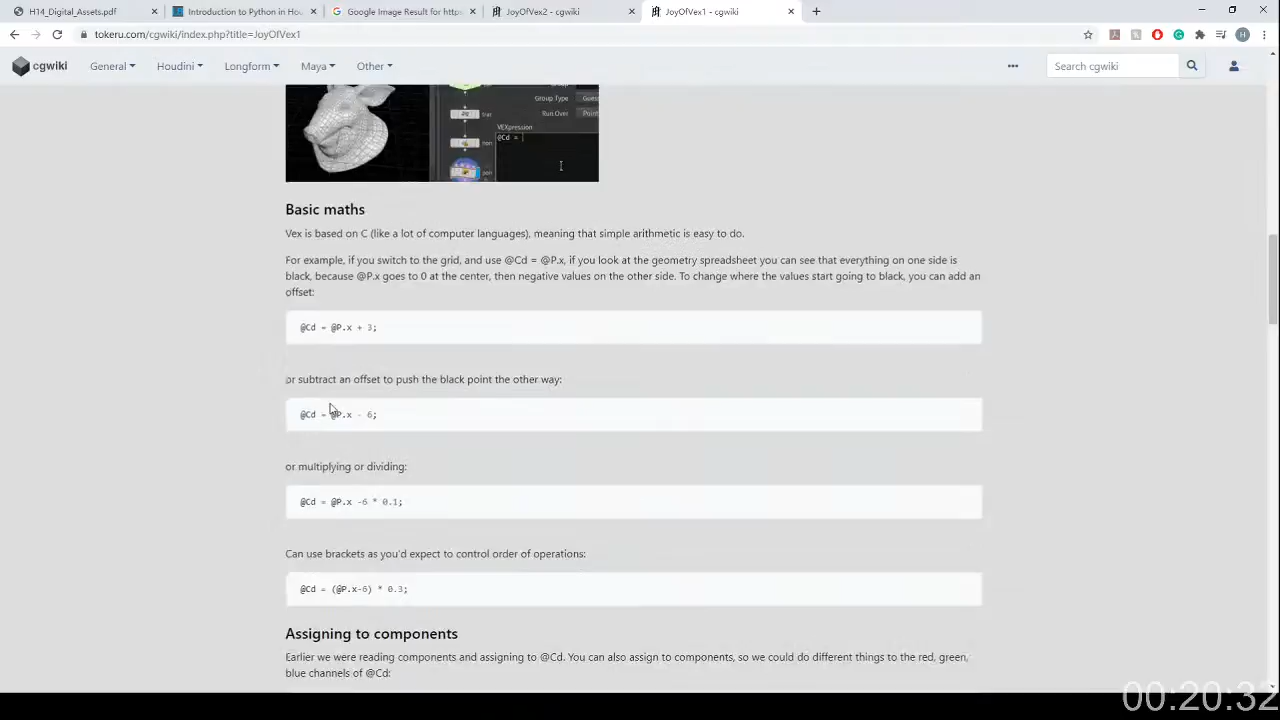 H14_Digital_Assets.pdf
Introduction to Python in Hou
Google Image Result for https
JoyOfVex2 - cgwiki
JoyOfVex1 - cgwiki
tokeru.com/cgwiki/index.php?title=JoyOfVex1
cgwiki General Houdini Longform Maya Other Search cgwiki
Group Type Gues
Run Over Point
VEXpression
@Cd =
Basic maths
Vex is based on C (like a lot of computer languages), meaning that simple arithmetic is easy to do.
For example, if you switch to the grid, and use @Cd = @P.x, if you look at the geometry spreadsheet you can see that everything on one side is
black, because @P.x goes to 0 at the center, then negative values on the other side. To change where the values start going to black, you can add an
offset:
@Cd = @P.x + 3;
or subtract an offset to push the black point the other way:
@Cd = @P.x - 6;
or multiplying or dividing:
@Cd = @P.x -6 * 0.1;
Can use brackets as you'd expect to control order of operations:
@Cd = (@P.x-6) * 0.3;
Assigning to components
Earlier we were reading components and assigning to @Cd. You can also assign to components, so we could do different things to the red, green,
blue channels of @Cd:
00:20:32